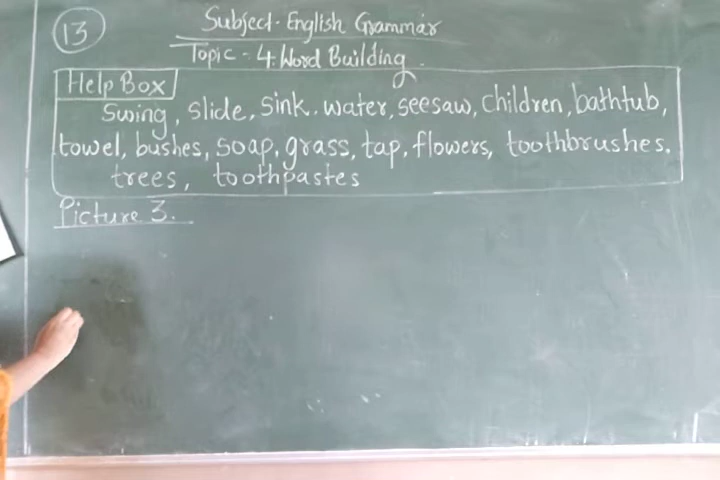 13
Subject - English Grammar
Topic - 4. Word Building.
Help Box
Swing, slide, Sink, water, seesaw, children, bathtub,
towel, bushes, soap, grass, tap, flowers, toothbrushes,
trees, toothpastes
Picture 3.